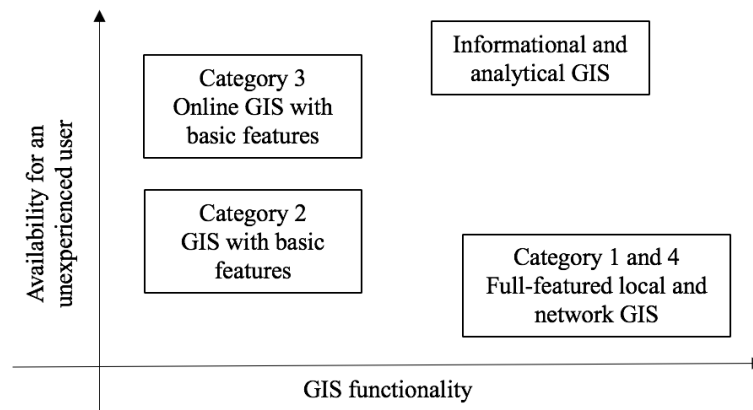 Availability for an
unexperienced user
Informational and
analytical GIS
Category 3
Online GIS with
basic features
Category 2
GIS with basic
features
Category 1 and 4
Full-featured local and
network GIS
GIS functionality